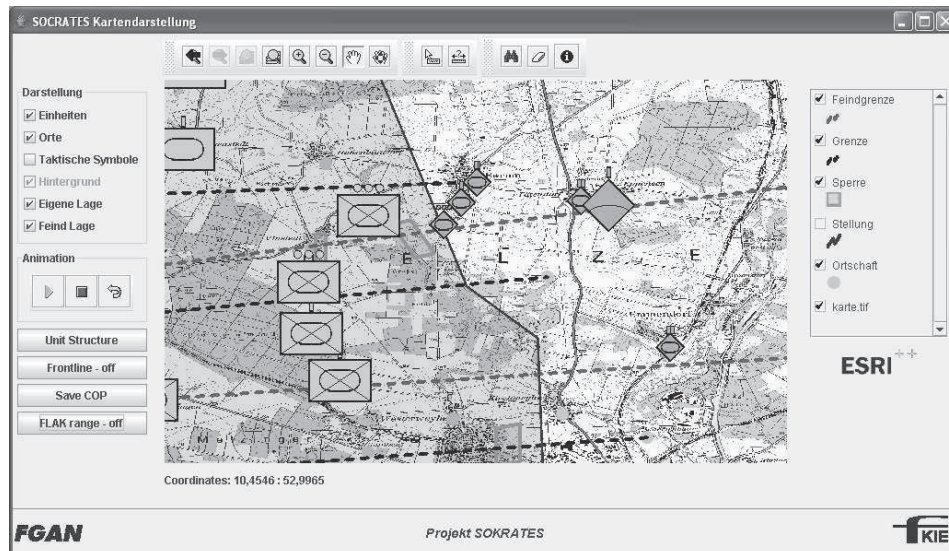 SOCRATES Kartendarstellung
Darstellung
Einheiten
Orte
Taktische Symbole
Hintergrund
Eigene Lage
Feind Lage
Animation
Unit Structure
Frontline - off
Save COP
FLAK range - off
E L Z E
Coordinates: 10,4546 : 52,9965
Feindgrenze
Grenze
Sperre
Stellung
Ortschaft
karte.tif
ESRI++
FGAN
Projekt SOKRATES
FKIE